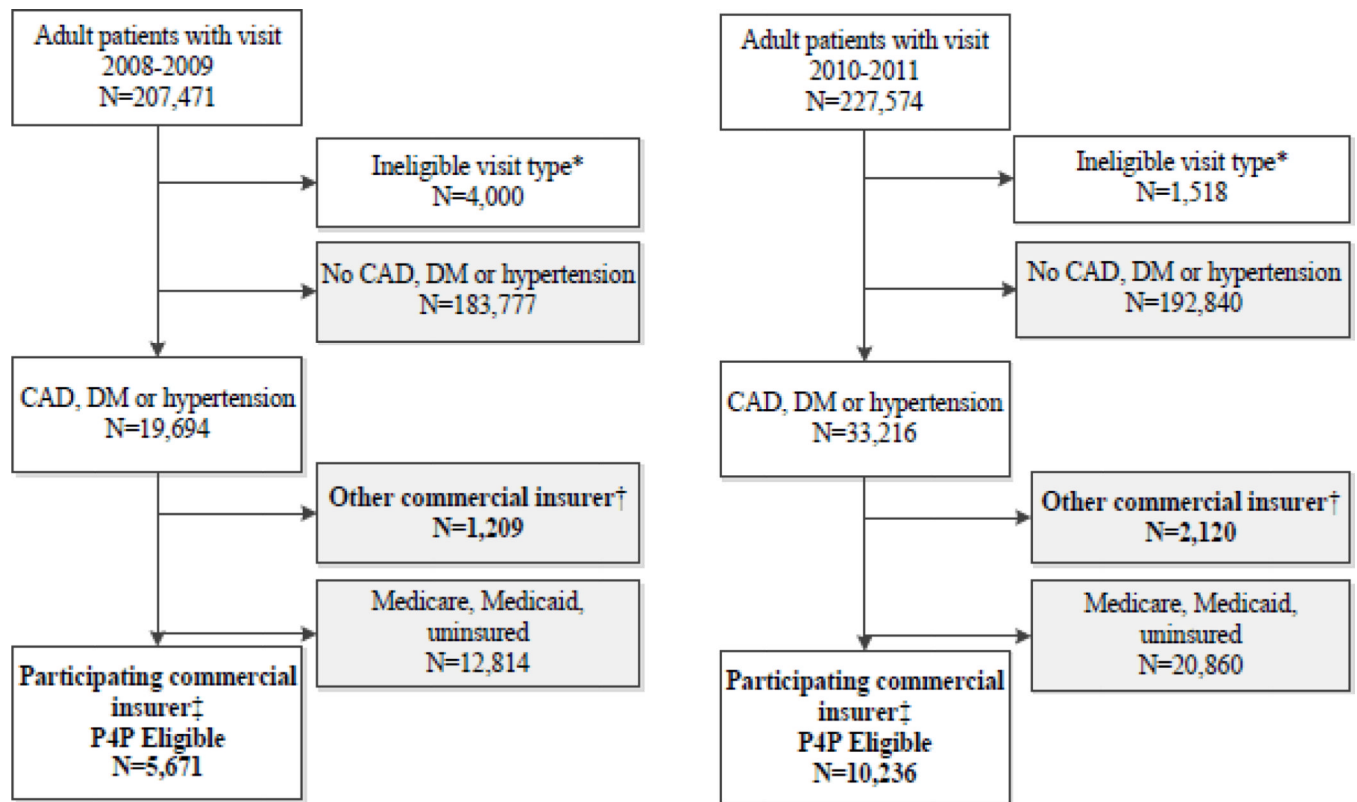 Adult patients with visit
2008-2009
N=207,471
Ineligible visit type*
N=4,000
No CAD, DM or hypertension
N=183,777
CAD, DM or hypertension
N=19,694
Other commercial insurer†
N=1,209
Medicare, Medicaid,
uninsured
N=12,814
Participating commercial
insurer‡
P4P Eligible
N=5,671
Adult patients with visit
2010-2011
N=227,574
Ineligible visit type*
N=1,518
No CAD, DM or hypertension
N=192,840
CAD, DM or hypertension
N=33,216
Other commercial insurer†
N=2,120
Medicare, Medicaid,
uninsured
N=20,860
Participating commercial
insurer‡
P4P Eligible
N=10,236